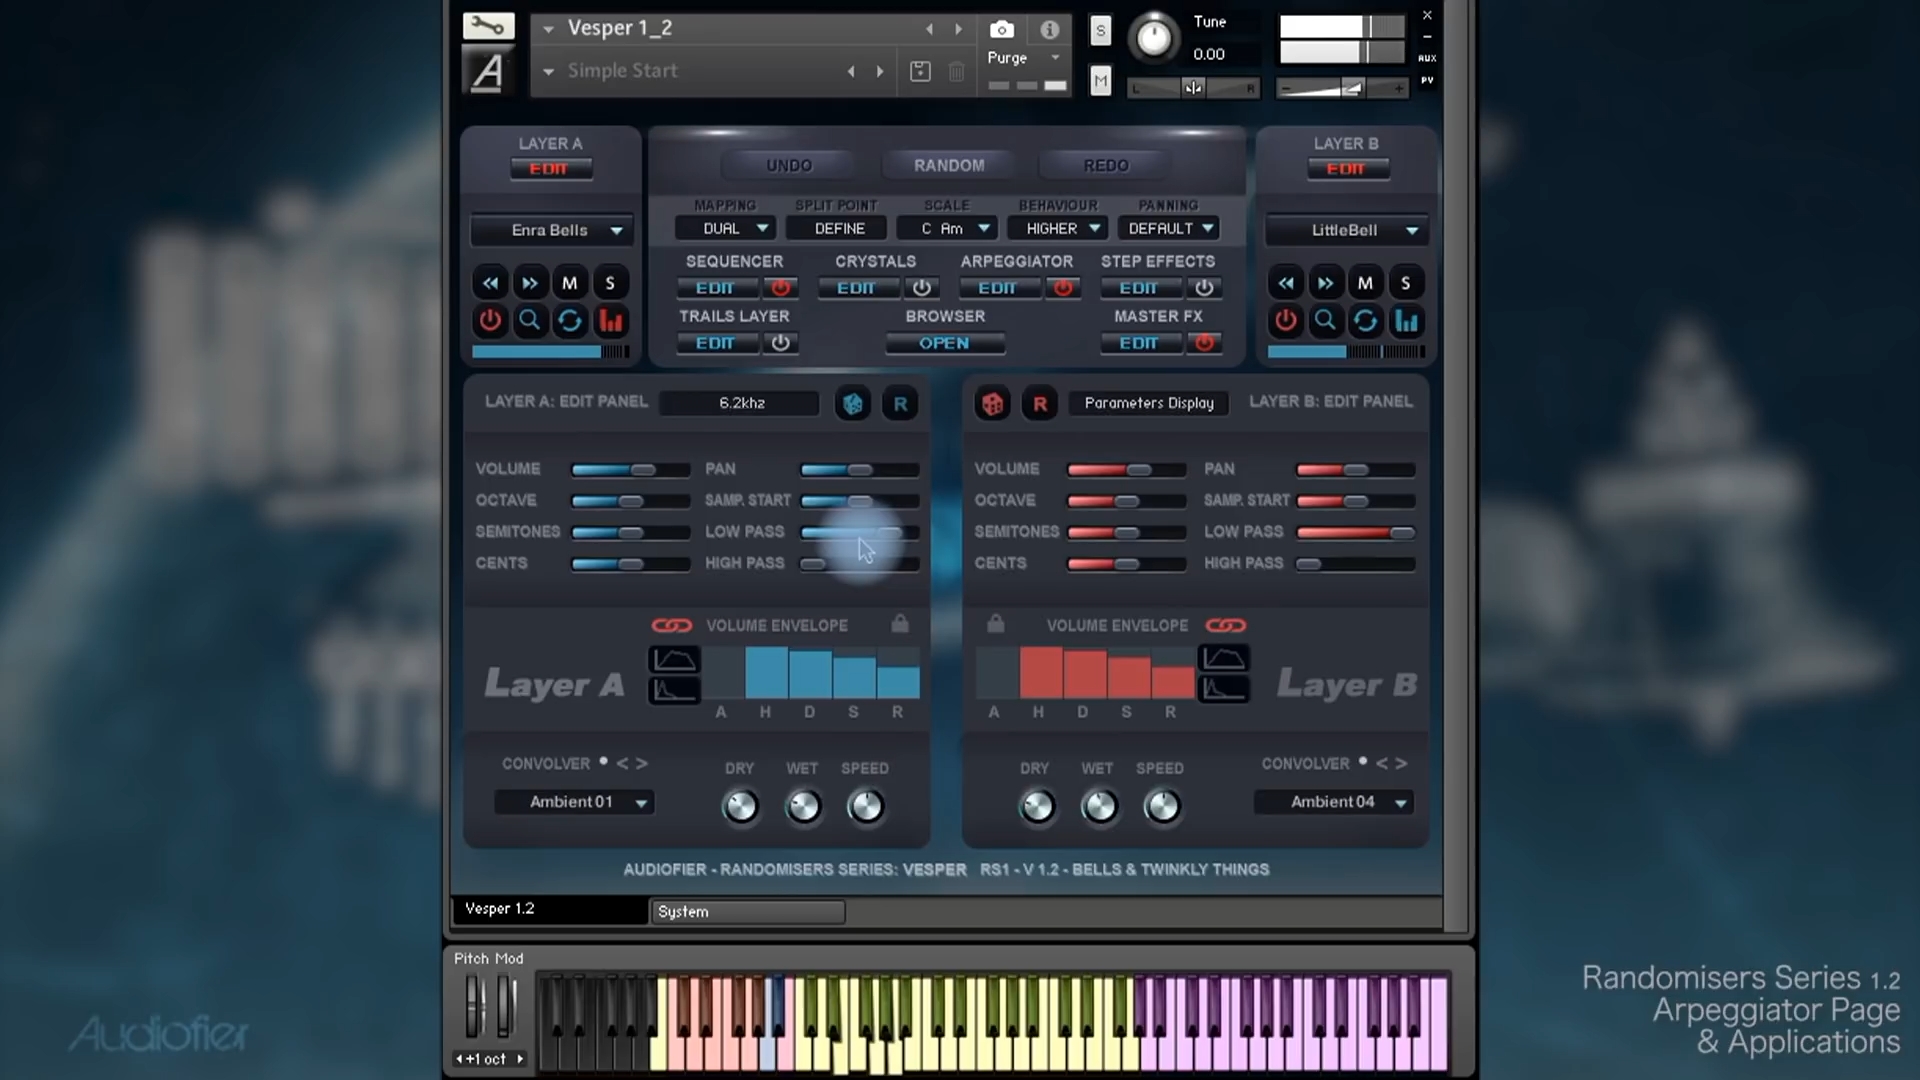 Vesper 1_2
Simple Start
Purge
S
M
Tune
0.00
L
R
X
AUX
PV
LAYER A
EDIT
UNDO
RANDOM
REDO
LAYER B
EDIT
MAPPING
SPLIT POINT
SCALE
BEHAVIOUR
PANNING
Enra Bells
DUAL
DEFINE
C Am
HIGHER
DEFAULT
LittleBell
SEQUENCER
CRYSTALS
ARPEGGIATOR
STEP EFFECTS
M
S
EDIT
EDIT
EDIT
EDIT
M
S
TRAILS LAYER
BROWSER
MASTER FX
EDIT
OPEN
EDIT
LAYER A: EDIT PANEL
6.2khz
R
R
Parameters Display
LAYER B: EDIT PANEL
VOLUME
PAN
OCTAVE
SAMP. START
SEMITONES
LOW PASS
CENTS
HIGH PASS
VOLUME
PAN
OCTAVE
SAMP. START
SEMITONES
LOW PASS
CENTS
HIGH PASS
VOLUME ENVELOPE
Layer A
A H D S R
VOLUME ENVELOPE
Layer B
A H D S R
CONVOLVER < >
DRY
WET
SPEED
Ambient 01
DRY
WET
SPEED
CONVOLVER < >
Ambient 04
AUDIOFIER - RANDOMISERS SERIES: VESPER RS1 - V 1.2 - BELLS & TWINKLY THINGS
Vesper 1.2
System
Pitch Mod
+1 oct
Audiofier
Randomisers Series 1.2
Arpeggiator Page
& Applications